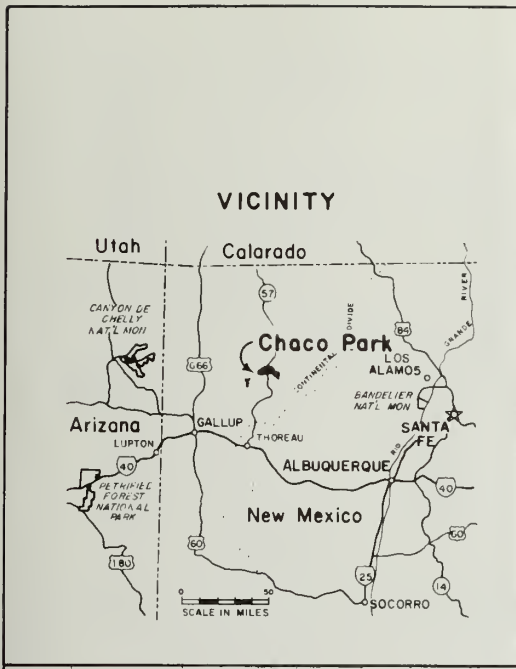 VICINITY
Utah
Calarado
57
CANYON DE
CHELLY
NAT'L MON
RIVER
84
GRANDE
CONTINENTAL DIVIDE
Chaco Park
666
LOS
ALAMOS
BANDELIER
NAT'L MON
Arizona
GALLUP
SANTA
FE
LUPTON
THOREAU
RIO
40
ALBUQUERQUE
40
PETRIFIED
FOREST
NATIONAL
PARK
New Mexico
60
180
60
25
14
0
50
SCALE IN MILES
SOCORRO